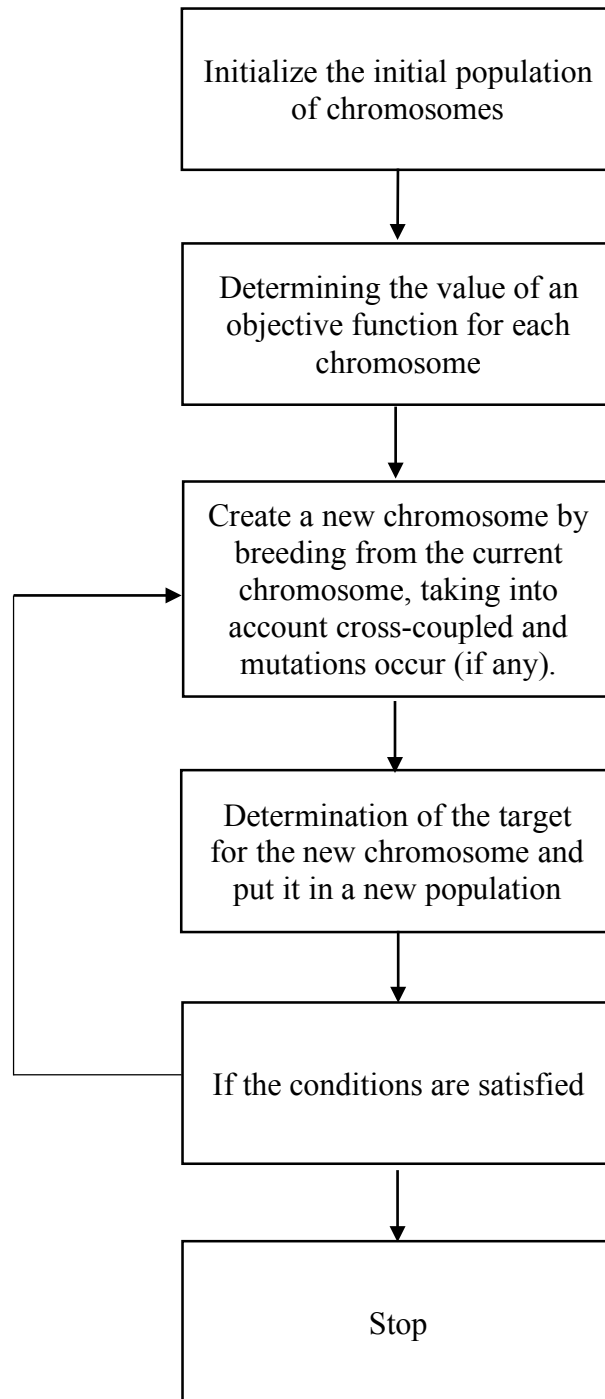 Initialize the initial population
of chromosomes
Determining the value of an
objective function for each
chromosome
Create a new chromosome by
breeding from the current
chromosome, taking into
account cross-coupled and
mutations occur (if any).
Determination of the target
for the new chromosome and
put it in a new population
If the conditions are satisfied
Stop